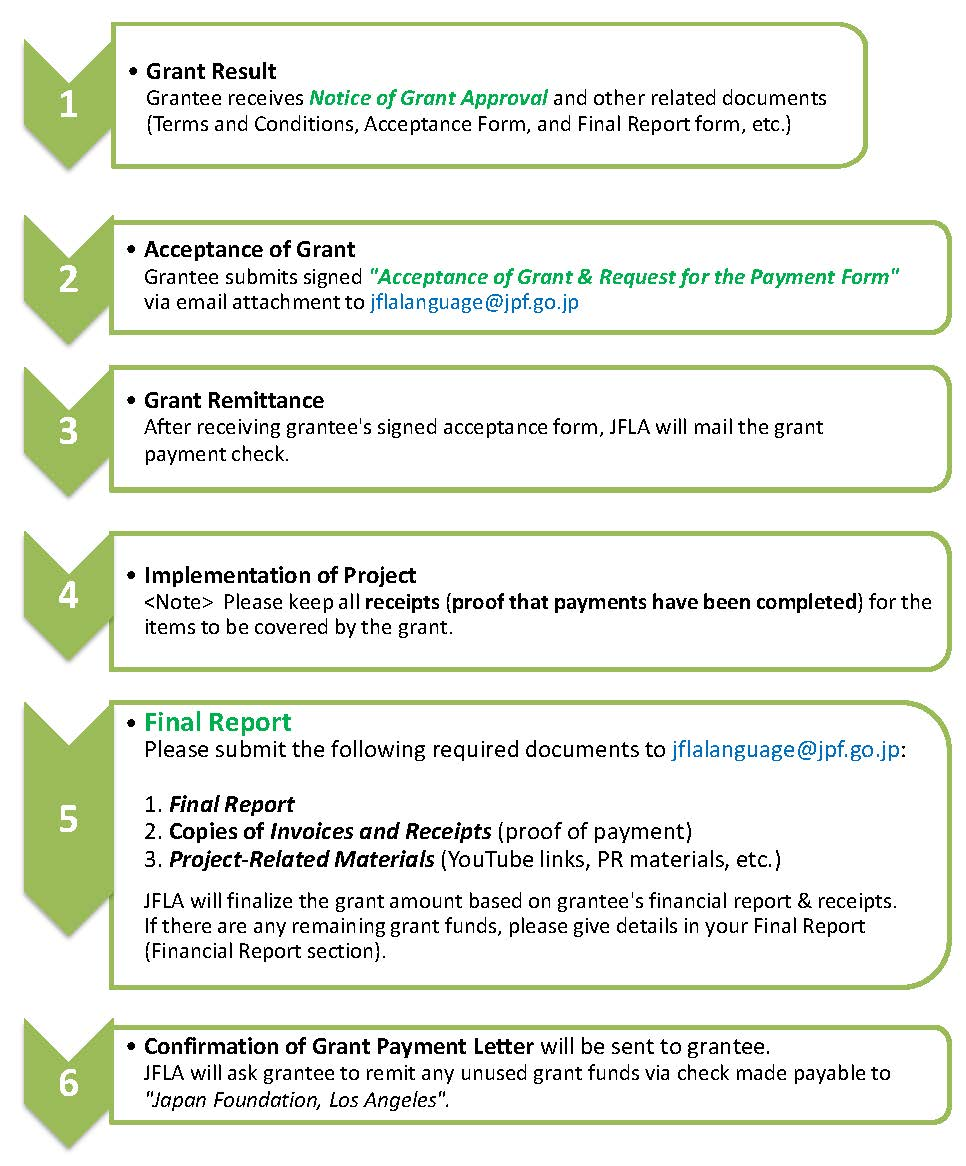 1
• Grant Result
Grantee receives Notice of Grant Approval and other related documents
(Terms and Conditions, Acceptance Form, and Final Report form, etc.)
2
• Acceptance of Grant
Grantee submits signed "Acceptance of Grant & Request for the Payment Form"
via email attachment to jflalanguage@jpf.go.jp
3
• Grant Remittance
After receiving grantee's signed acceptance form, JFLA will mail the grant
payment check.
4
• Implementation of Project
<Note>  Please keep all receipts (proof that payments have been completed) for the
items to be covered by the grant.
5
• Final Report
Please submit the following required documents to jflalanguage@jpf.go.jp:
1. Final Report
2. Copies of Invoices and Receipts (proof of payment)
3. Project-Related Materials (YouTube links, PR materials, etc.)
JFLA will finalize the grant amount based on grantee's financial report & receipts.
If there are any remaining grant funds, please give details in your Final Report
(Financial Report section).
6
• Confirmation of Grant Payment Letter will be sent to grantee.
JFLA will ask grantee to remit any unused grant funds via check made payable to
"Japan Foundation, Los Angeles".